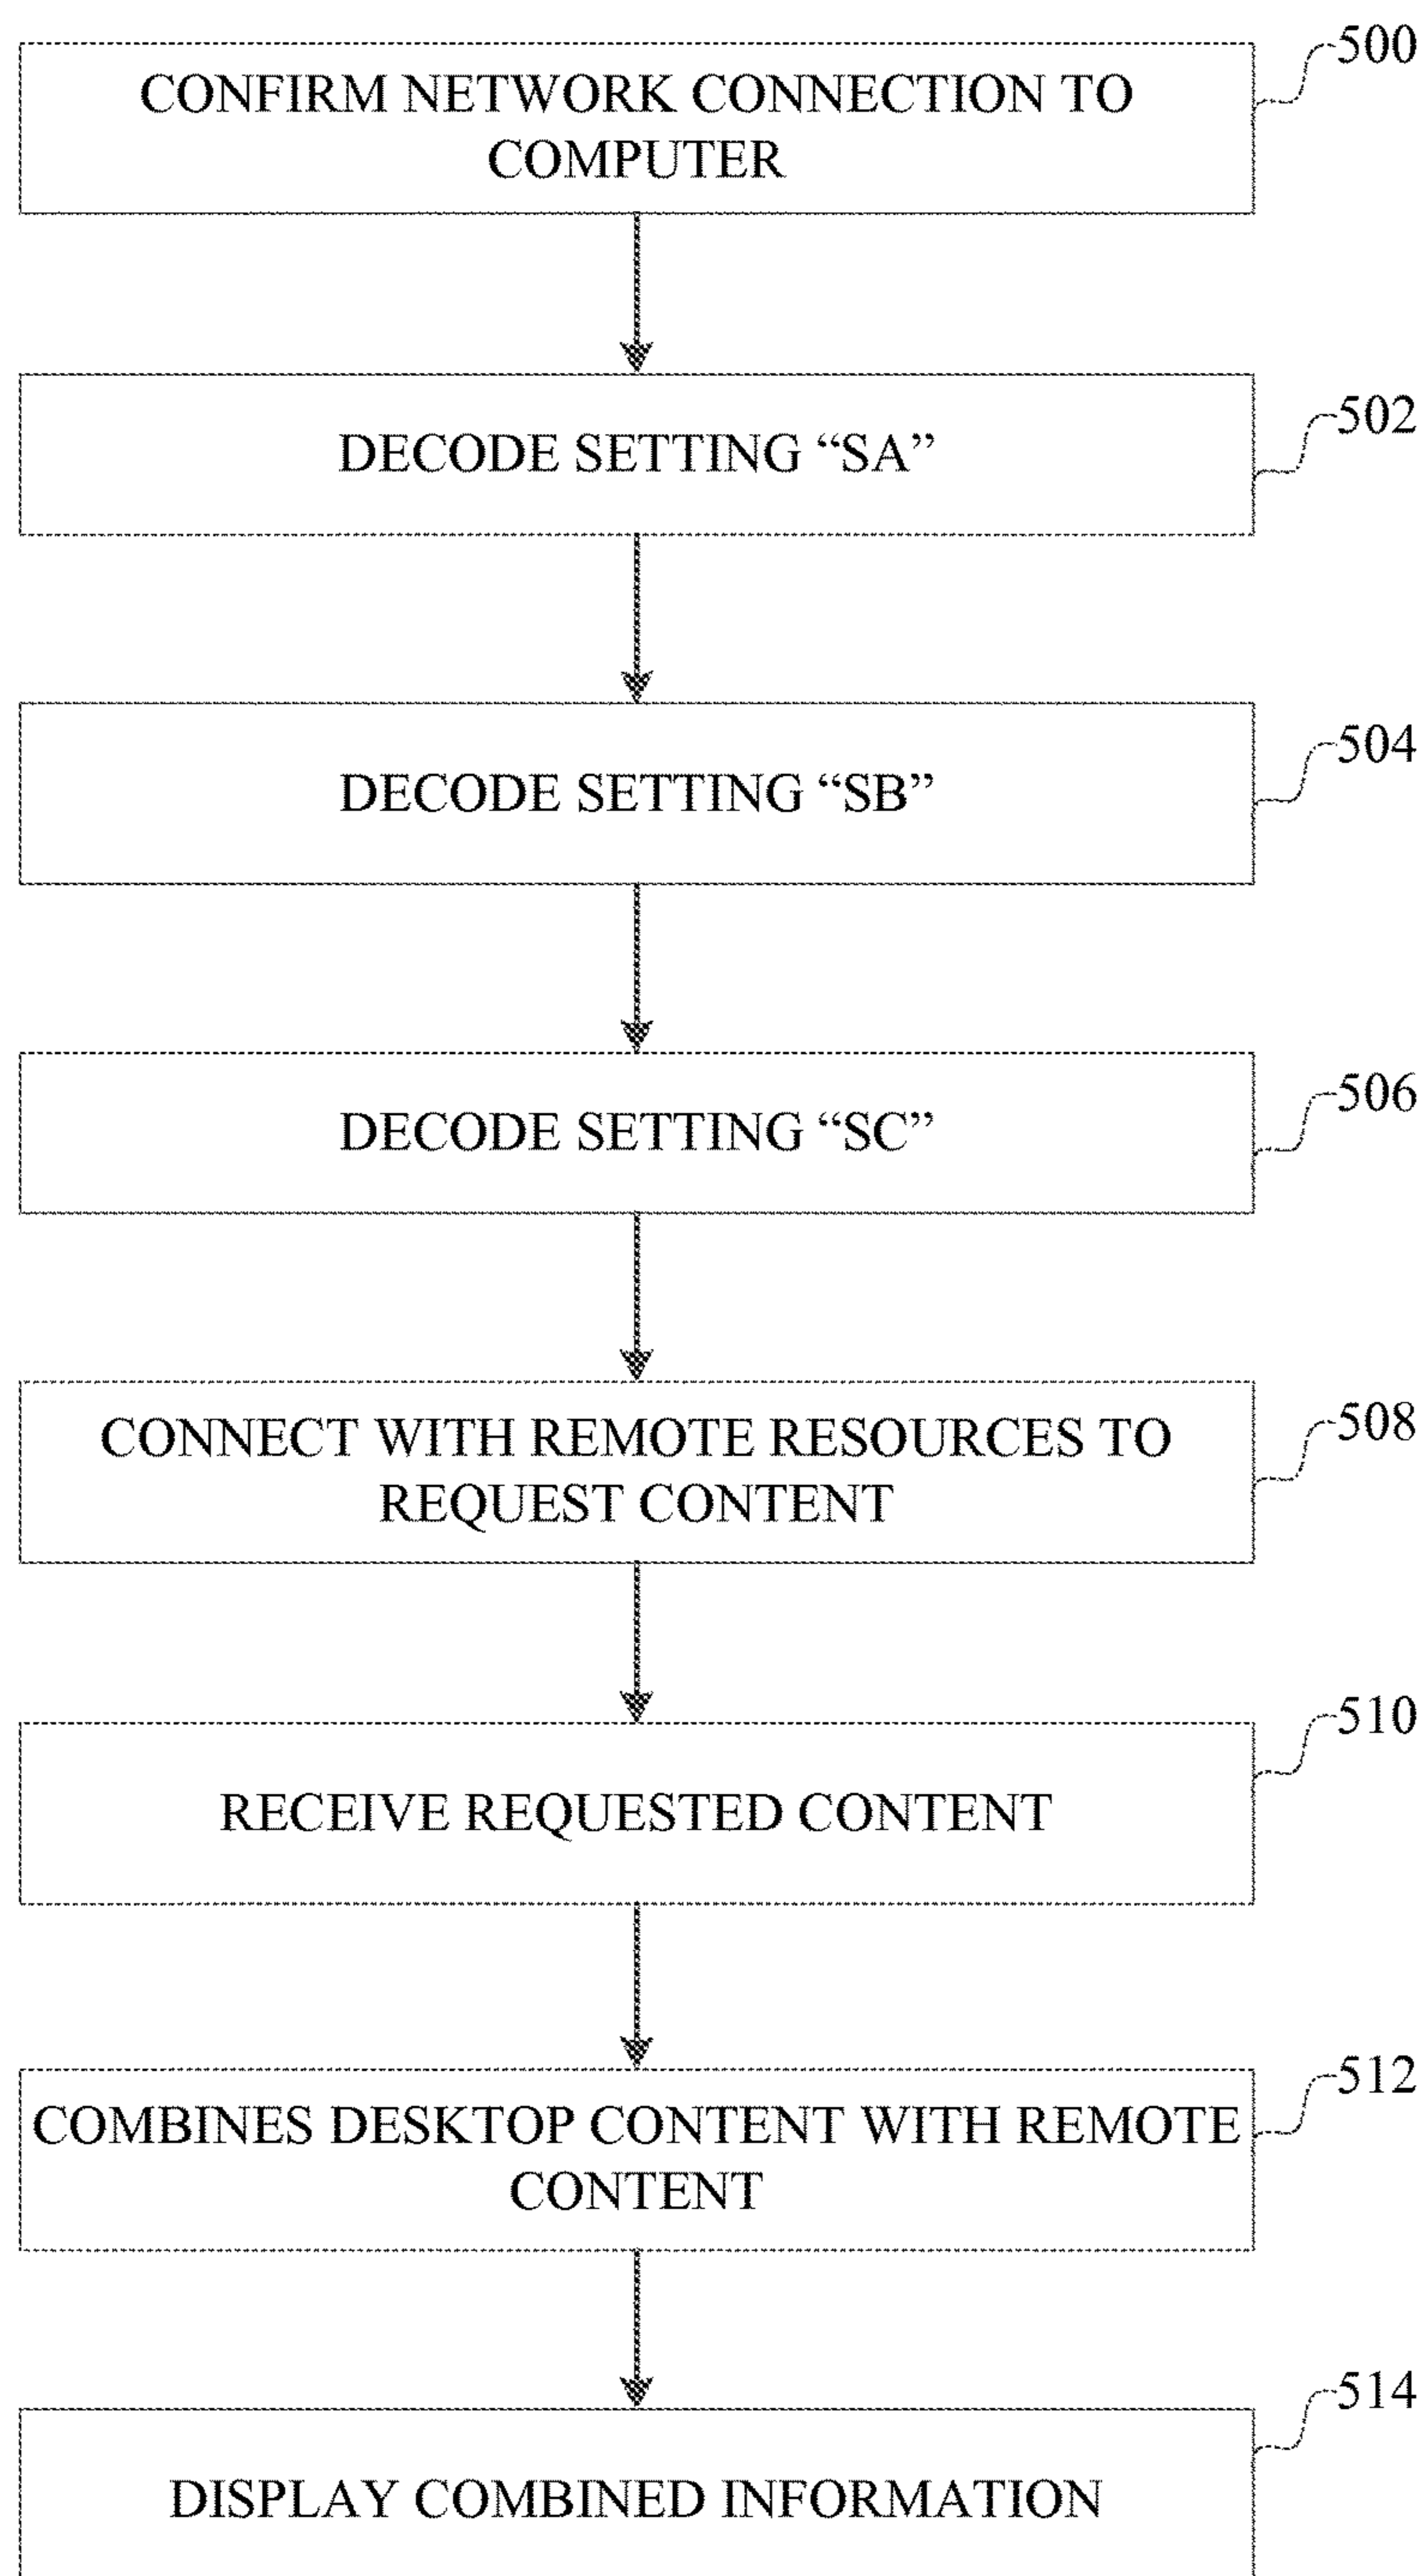 500
CONFIRM NETWORK CONNECTION TO
COMPUTER
502
DECODE SETTING “SA”
504
DECODE SETTING “SB”
506
DECODE SETTING “SC”
508
CONNECT WITH REMOTE RESOURCES TO
REQUEST CONTENT
510
RECEIVE REQUESTED CONTENT
512
COMBINES DESKTOP CONTENT WITH REMOTE
CONTENT
514
DISPLAY COMBINED INFORMATION